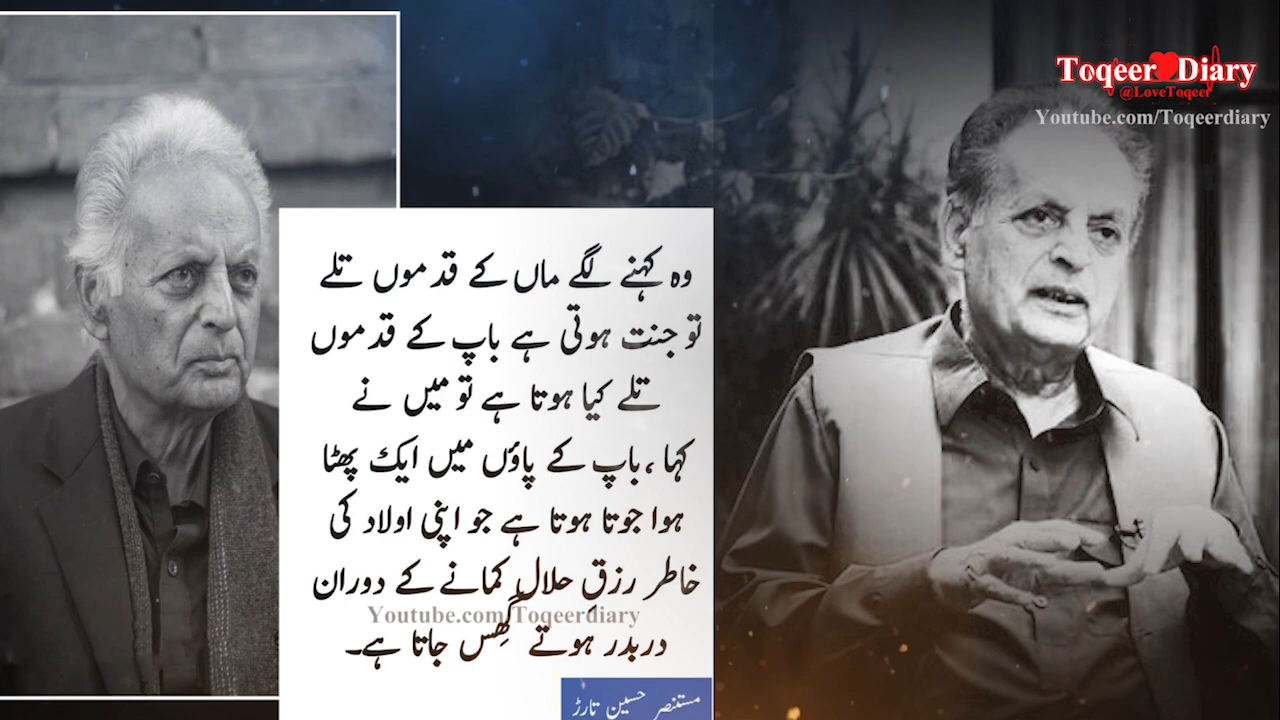 Toqeer Diary
@LoveToqeer
Youtube.com/Toqeerdiary
وہ کہنے لگے ماں کے قدموں تلے
تو جنت ہوتی ہے باپ کے قدموں
تلے کیا ہوتا ہے تو میں نے
کہا ، باپ کے پاؤں میں ایک پھٹا
ہوا جوتا ہوتا ہے جو اپنی اولاد کی
خاطر رزقِ حلال کمانے کے دوران
Youtube.com/Toqeerdiary
دربدر ہوتے گھِس جاتا ہے۔
مستنصر حسین تارڑ